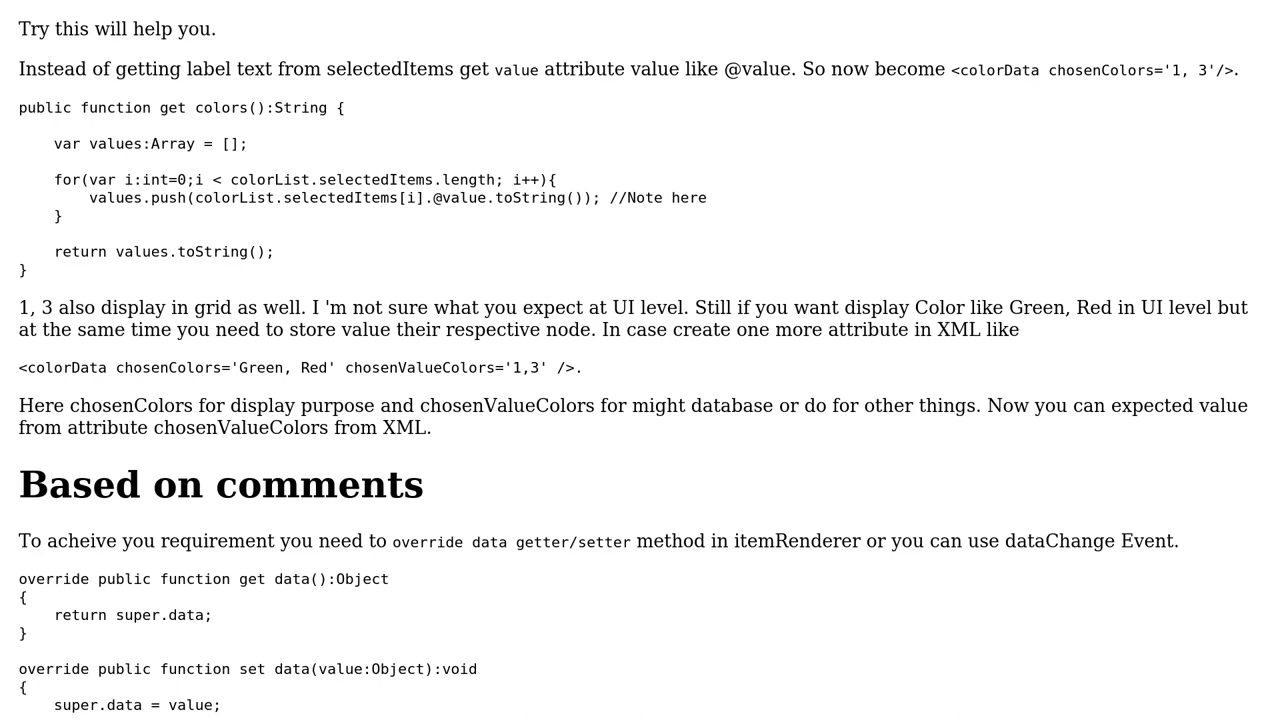 Try this will help you.
Instead of getting label text from selectedItems get value attribute value like @value. So now become <colorData chosenColors='1, 3'/>.
public function get colors():String {
    var values:Array = [];
    for(var i:int=0;i < colorList.selectedItems.length; i++){
        values.push(colorList.selectedItems[i].@value.toString()); //Note here
    }
    return values.toString();
}
1, 3 also display in grid as well. I 'm not sure what you expect at UI level. Still if you want display Color like Green, Red in UI level but
at the same time you need to store value their respective node. In case create one more attribute in XML like
<colorData chosenColors='Green, Red' chosenValueColors='1,3' />.
Here chosenColors for display purpose and chosenValueColors for might database or do for other things. Now you can expected value
from attribute chosenValueColors from XML.
Based on comments
To acheive you requirement you need to override data getter/setter method in itemRenderer or you can use dataChange Event.
override public function get data():Object
{
    return super.data;
}
override public function set data(value:Object):void
{
    super.data = value;